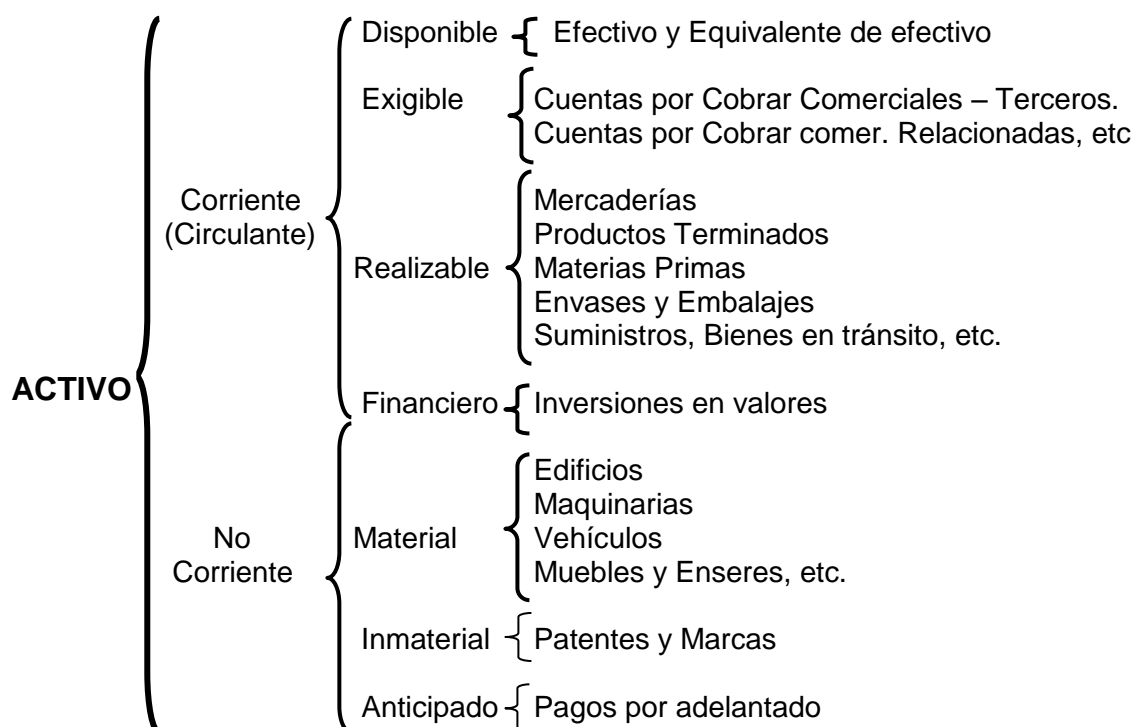 ACTIVO
Corriente
(Circulante)
Disponible
Efectivo y Equivalente de efectivo
Exigible
Cuentas por Cobrar Comerciales – Terceros.
Cuentas por Cobrar comer. Relacionadas, etc
Realizable
Mercaderías
Productos Terminados
Materias Primas
Envases y Embalajes
Suministros, Bienes en tránsito, etc.
Financiero
Inversiones en valores
No
Corriente
Material
Edificios
Maquinarias
Vehículos
Muebles y Enseres, etc.
Inmaterial
Patentes y Marcas
Anticipado
Pagos por adelantado